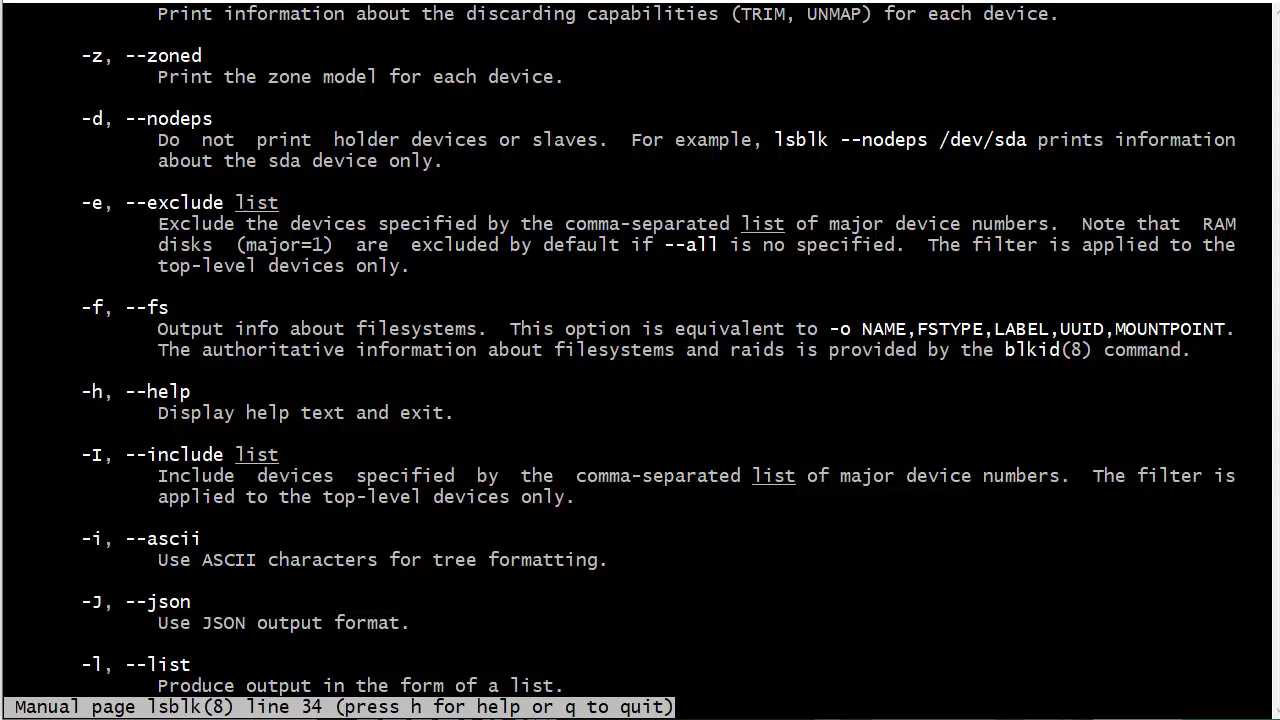 Print information about the discarding capabilities (TRIM, UNMAP) for each device.
-z, --zoned
Print the zone model for each device.
-d, --nodeps
Do not print holder devices or slaves. For example, lsblk --nodeps /dev/sda prints information
about the sda device only.
-e, --exclude list
Exclude the devices specified by the comma-separated list of major device numbers. Note that RAM
disks (major=1) are excluded by default if --all is no specified. The filter is applied to the
top-level devices only.
-f, --fs
Output info about filesystems. This option is equivalent to -o NAME,FSTYPE,LABEL,UUID,MOUNTPOINT.
The authoritative information about filesystems and raids is provided by the blkid(8) command.
-h, --help
Display help text and exit.
-I, --include list
Include devices specified by the comma-separated list of major device numbers. The filter is
applied to the top-level devices only.
-i, --ascii
Use ASCII characters for tree formatting.
-J, --json
Use JSON output format.
-l, --list
Produce output in the form of a list.
Manual page lsblk(8) line 34 (press h for help or q to quit)